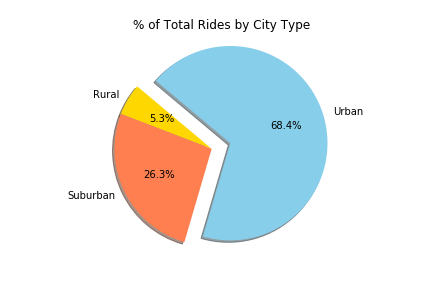 % of Total Rides by City Type
Rural
5.3%
Urban
68.4%
26.3%
Suburban